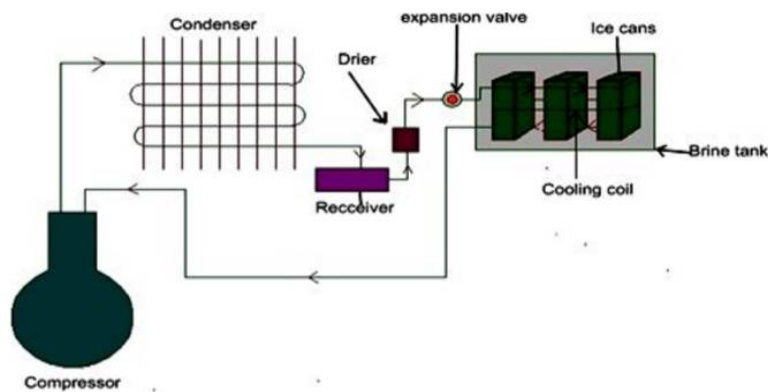 Condenser
expansion valve
Ice cans
Drier
Brine tank
Cooling coil
Recceiver
Compressor